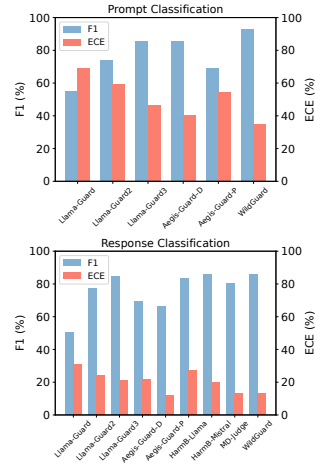 Prompt Classification
F1 (%)
100
80
60
40
20
0
F1
ECE
100
80
60
40
20
0
ECE (%)
Llama-Guard
Llama-Guard2
Llama-Guard3
Aegis-Guard-D
Aegis-Guard-P
WildGuard
Response Classification
F1 (%)
100
80
60
40
20
0
F1
ECE
100
80
60
40
20
0
ECE (%)
Llama-Guard
Llama-Guard2
Llama-Guard3
Aegis-Guard-D
Aegis-Guard-P
HarmB-Llama
HarmB-Mistral
MD-Judge
WildGuard